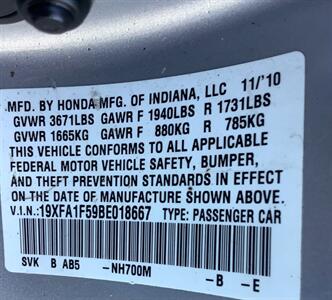 MFD. BY HONDA MFG. OF INDIANA, LLC 11/'10
GVWR 3671LBS GAWR F 1940LBS R 1731LBS
GVWR 1665KG GAWR F 880KG R 785KG
THIS VEHICLE CONFORMS TO ALL APPLICABLE
FEDERAL MOTOR VEHICLE SAFETY, BUMPER,
AND THEFT PREVENTION STANDARDS IN EFFECT
ON THE DATE OF MANUFACTURE SHOWN ABOVE.
V.I.N.: 19XFA1F59BE018667 TYPE: PASSENGER CAR
SVK B AB5 -NH700M -B -E